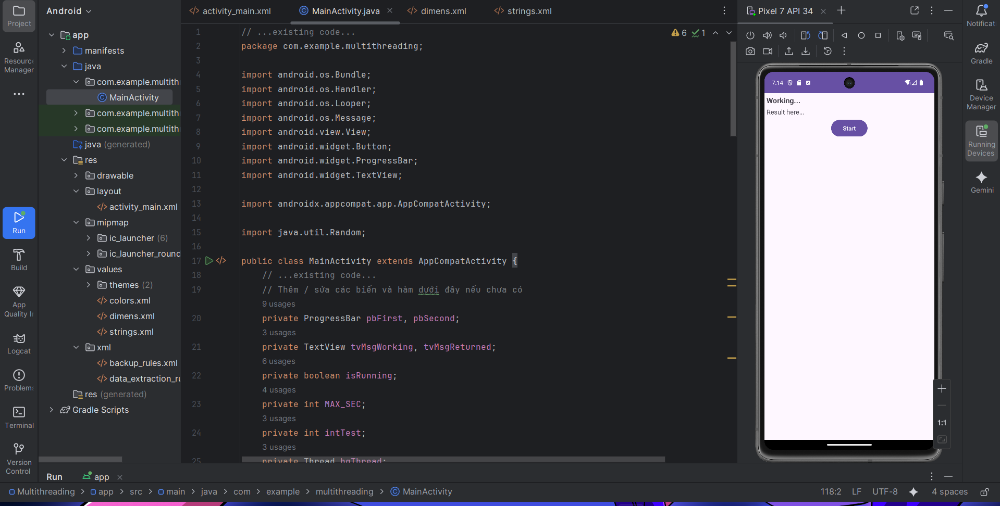 Project
Resourc
Manager
Run
Build
App
Quality I
Logcat
Problems
Terminal
Version
Control
Android
app
manifests
java
com.example.multithr
MainActivity
com.example.multithr
com.example.multithr
java (generated)
res
drawable
layout
activity_main.xml
mipmap
ic_launcher (6)
ic_launcher_round
values
themes (2)
colors.xml
dimens.xml
strings.xml
xml
backup_rules.xml
data_extraction_ru
res (generated)
Gradle Scripts
activity_main.xml MainActivity.java dimens.xml strings.xml
6 1
1 // ...existing code...
2 package com.example.multithreading;
3
4 import android.os.Bundle;
5 import android.os.Handler;
6 import android.os.Looper;
7 import android.os.Message;
8 import android.view.View;
9 import android.widget.Button;
10 import android.widget.ProgressBar;
11 import android.widget.TextView;
12
13 import androidx.appcompat.app.AppCompatActivity;
14
15 import java.util.Random;
16
17 public class MainActivity extends AppCompatActivity {
18 // ...existing code...
19 // Thêm / sửa các biến và hàm dưới đây nếu chưa có
9 usages
20 private ProgressBar pbFirst, pbSecond;
3 usages
21 private TextView tvMsgWorking, tvMsgReturned;
6 usages
22 private boolean isRunning;
4 usages
23 private int MAX_SEC;
3 usages
24 private int intTest;
3 usages
25 private Thread bgThread;
Pixel 7 API 34
7:14
Working...
Result here...
Start
1:1
Notificat
Gradle
Device
Manager
Running
Devices
Gemini
Run app
Multithreading > app > src > main > java > com > example > multithreading > MainActivity
118:2 LF UTF-8 4 spaces